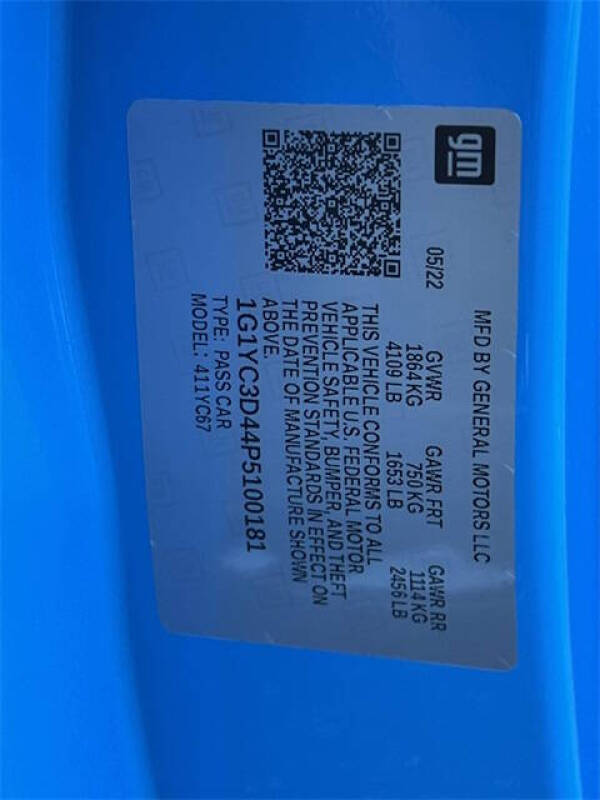 gm
MFD BY GENERAL MOTORS LLC
05/22
GVWR GAWR FRT GAWR RR
1864 KG 750 KG 1114 KG
4109 LB 1653 LB 2456 LB
THIS VEHICLE CONFORMS TO ALL
APPLICABLE U.S. FEDERAL MOTOR
VEHICLE SAFETY, BUMPER, AND THEFT
PREVENTION STANDARDS IN EFFECT ON
THE DATE OF MANUFACTURE SHOWN
ABOVE.
1G1YC3D44P5100181
TYPE: PASS CAR
MODEL: 411YC67